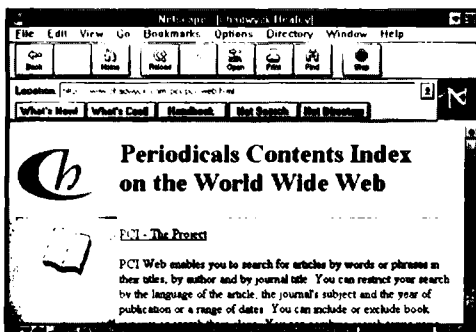 Netscape - [Chadwyck-Healey]
File Edit View Go Bookmarks Options Directory Window Help
Back Home Reload Open Print Find Stop
Location:
What's New! What's Cool! Handbook Net Search Net Directory
Ch
Periodicals Contents Index
on the World Wide Web
PCI - The Project
PCI Web enables you to search for articles by words or phrases in
their titles, by author and by journal title. You can restrict your search
by the language of the article, the journal's subject and the year of
publication or a range of dates. You can include or exclude book